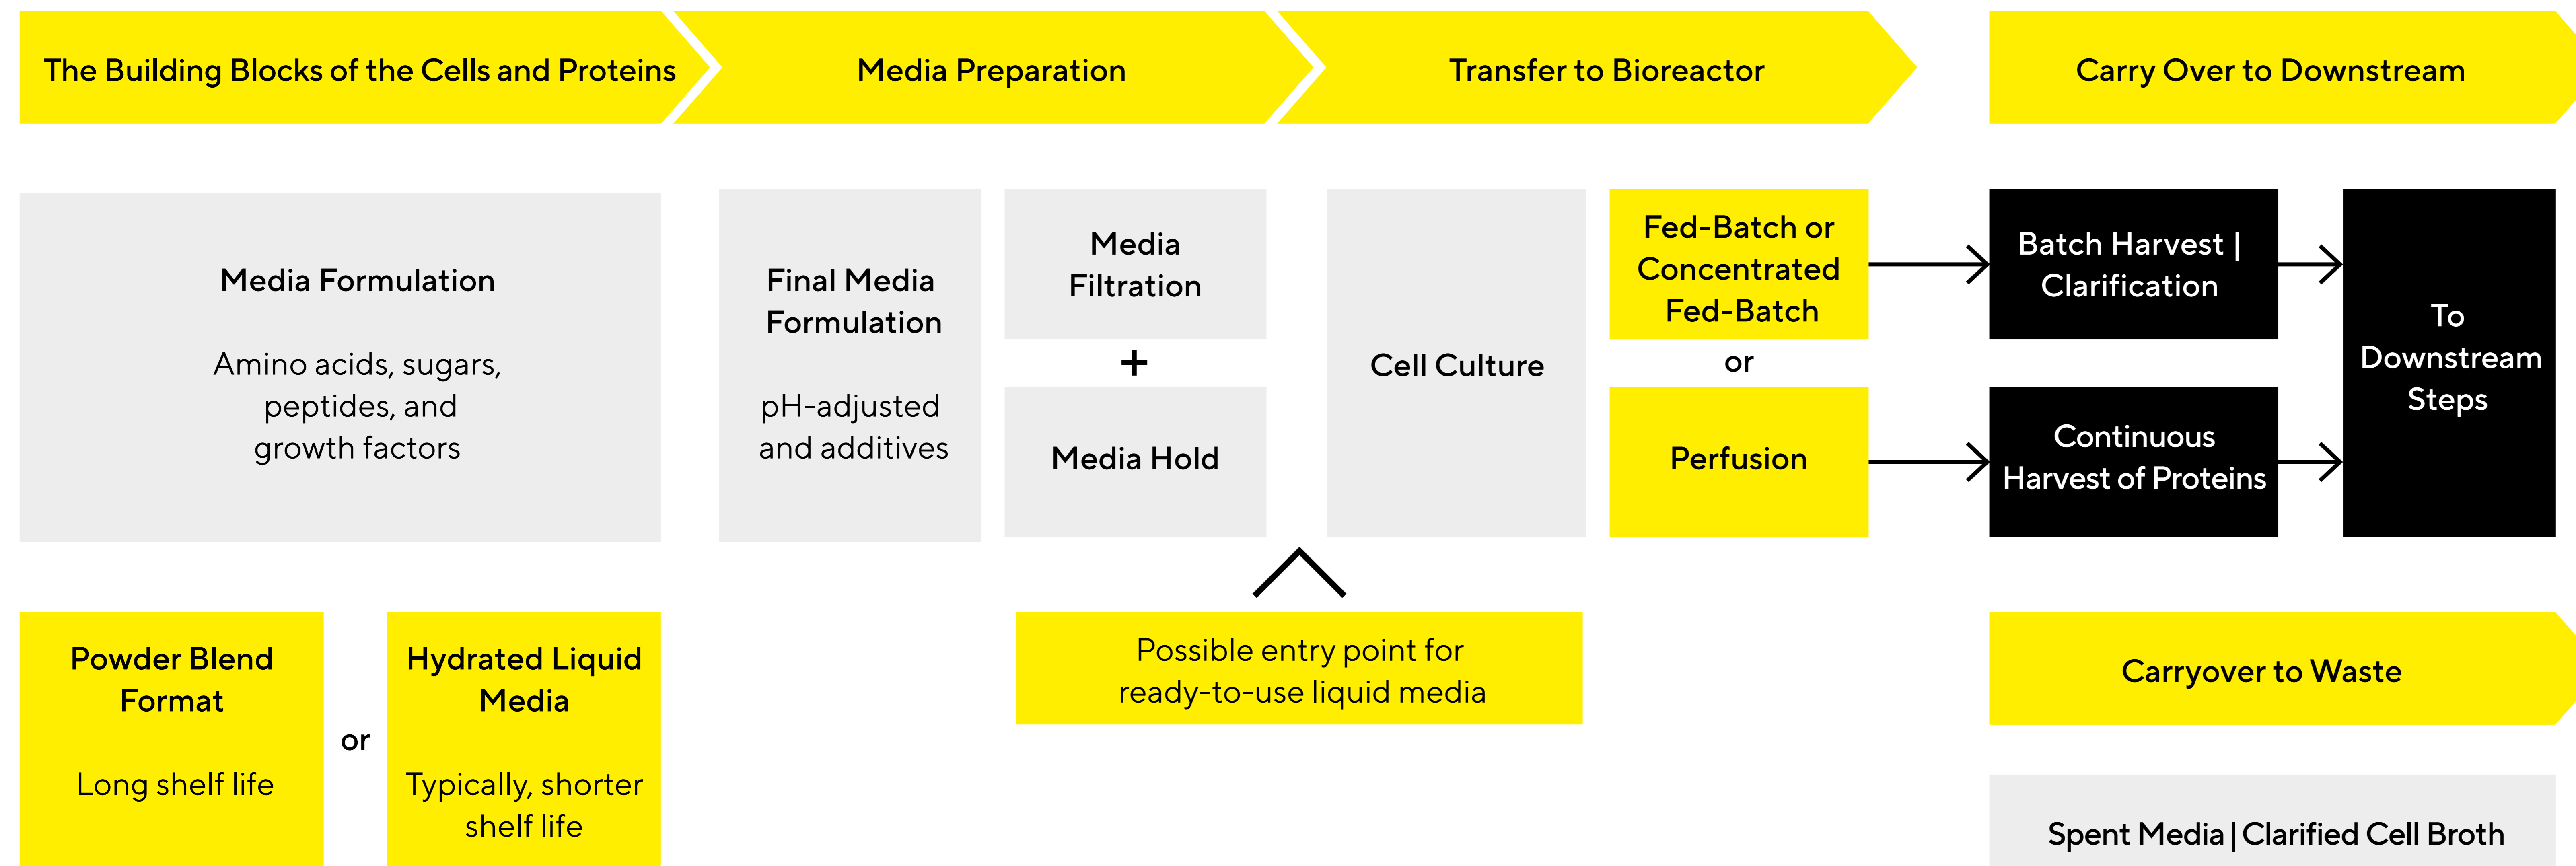 The Building Blocks of the Cells and Proteins
Media Preparation
Transfer to Bioreactor
Carry Over to Downstream
Media Formulation
Amino acids, sugars,
peptides, and
growth factors
Final Media
Formulation
pH-adjusted
and additives
Media
Filtration
+
Media Hold
Cell Culture
Fed-Batch or
Concentrated
Fed-Batch
or
Perfusion
Batch Harvest |
Clarification
Continuous
Harvest of Proteins
To
Downstream
Steps
Powder Blend
Format
Long shelf life
or
Hydrated Liquid
Media
Typically, shorter
shelf life
Possible entry point for
ready-to-use liquid media
Carryover to Waste
Spent Media | Clarified Cell Broth